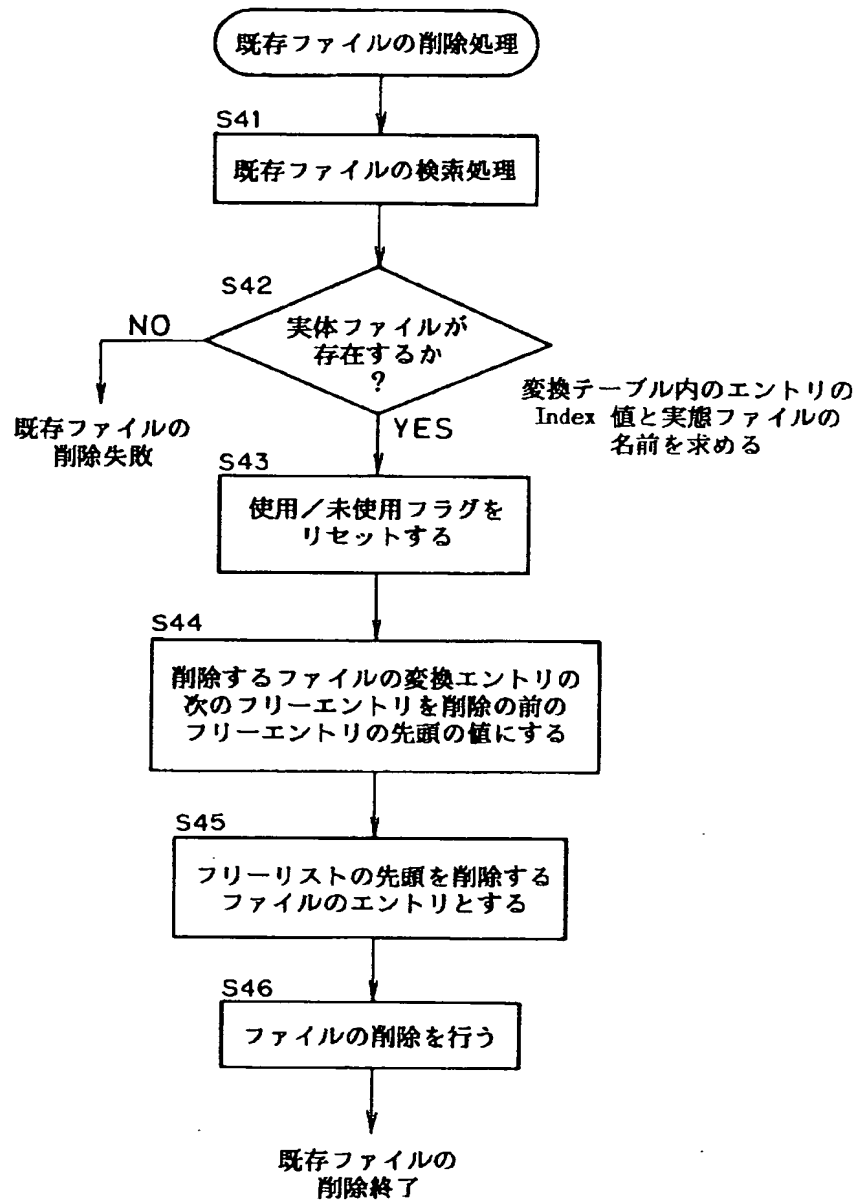 既存ファイルの削除処理
S41
既存ファイルの検索処理
S42
実体ファイルが
存在するか
?
NO
既存ファイルの
削除失敗
YES
変換テーブル内のエントリの
Index 値と実態ファイルの
名前を求める
S43
使用/未使用フラグを
リセットする
S44
削除するファイルの変換エントリの
次のフリーエントリを削除の前の
フリーエントリの先頭の値にする
S45
フリーリストの先頭を削除する
ファイルのエントリとする
S46
ファイルの削除を行う
既存ファイルの
削除終了